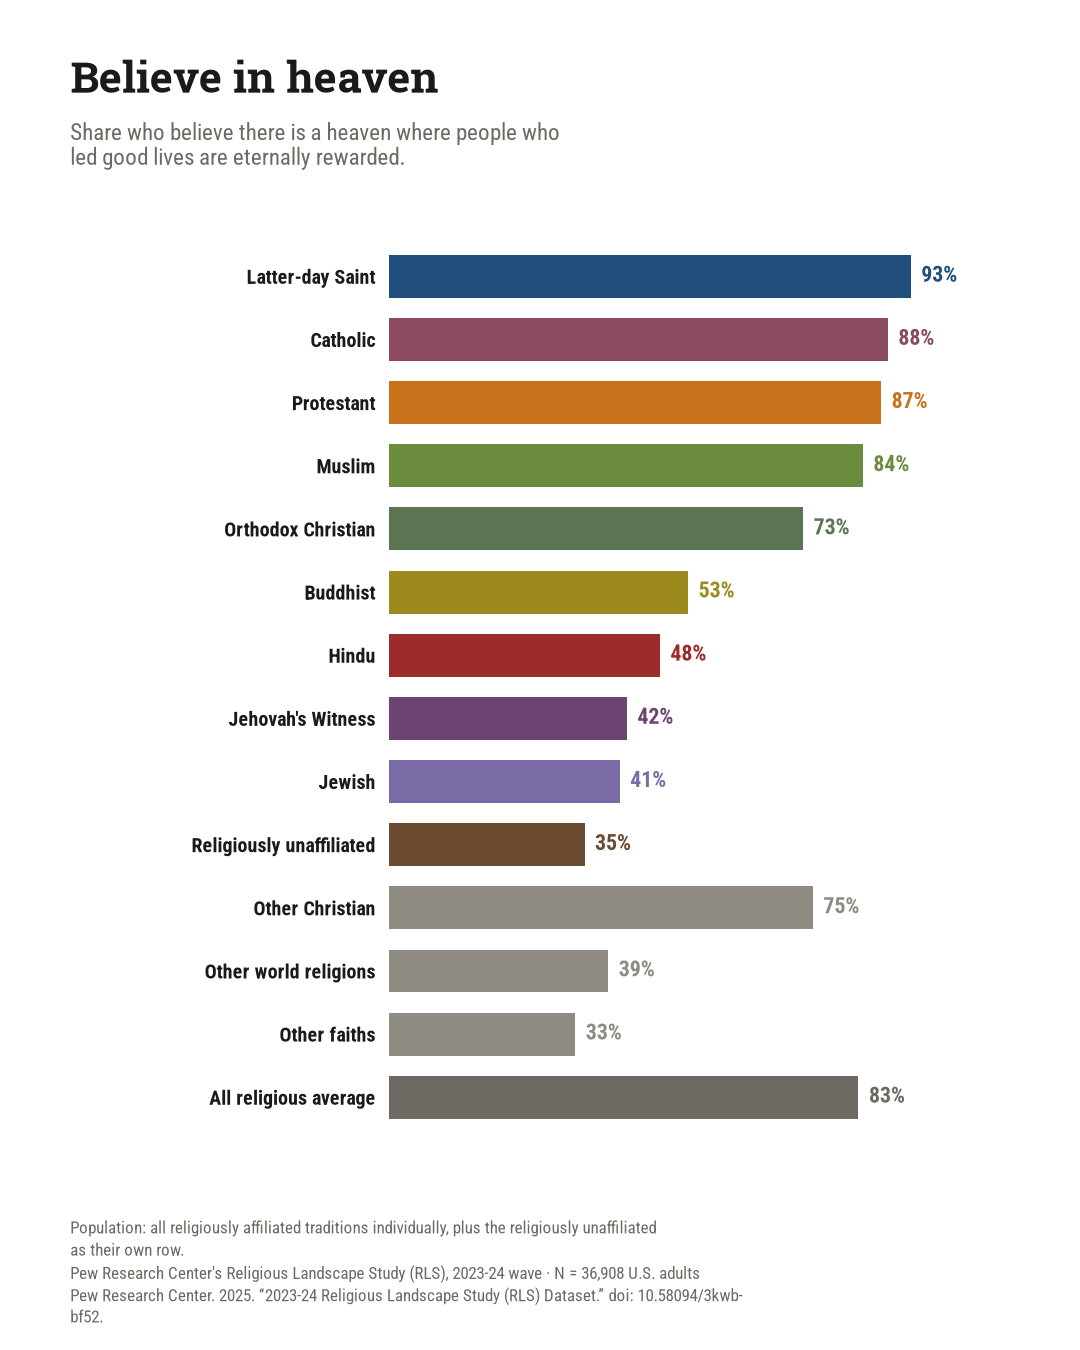 Believe in heaven
Share who believe there is a heaven where people who
led good lives are eternally rewarded.
Latter-day Saint 93%
Catholic 88%
Protestant 87%
Muslim 84%
Orthodox Christian 73%
Buddhist 53%
Hindu 48%
Jehovah's Witness 42%
Jewish 41%
Religiously unaffiliated 35%
Other Christian 75%
Other world religions 39%
Other faiths 33%
All religious average 83%
Population: all religiously affiliated traditions individually, plus the religiously unaffiliated
as their own row.
Pew Research Center's Religious Landscape Study (RLS), 2023-24 wave · N = 36,908 U.S. adults
Pew Research Center. 2025. “2023-24 Religious Landscape Study (RLS) Dataset.” doi: 10.58094/3kwb-
bf52.